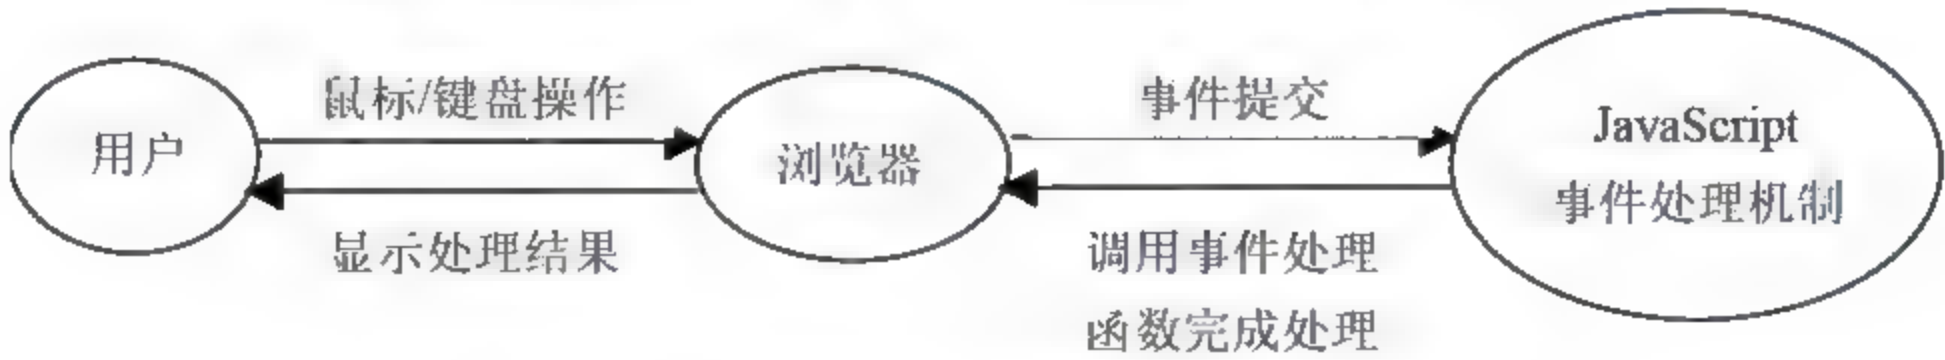 用户
鼠标/键盘操作
显示处理结果
浏览器
事件提交
调用事件处理
函数完成处理
JavaScript
事件处理机制